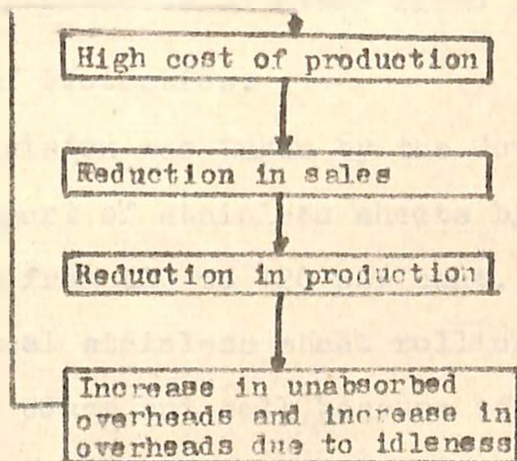 High cost of production
Reduction in sales
Reduction in production
Increase in unabsorbed
overheads and increase in
overheads due to idleness